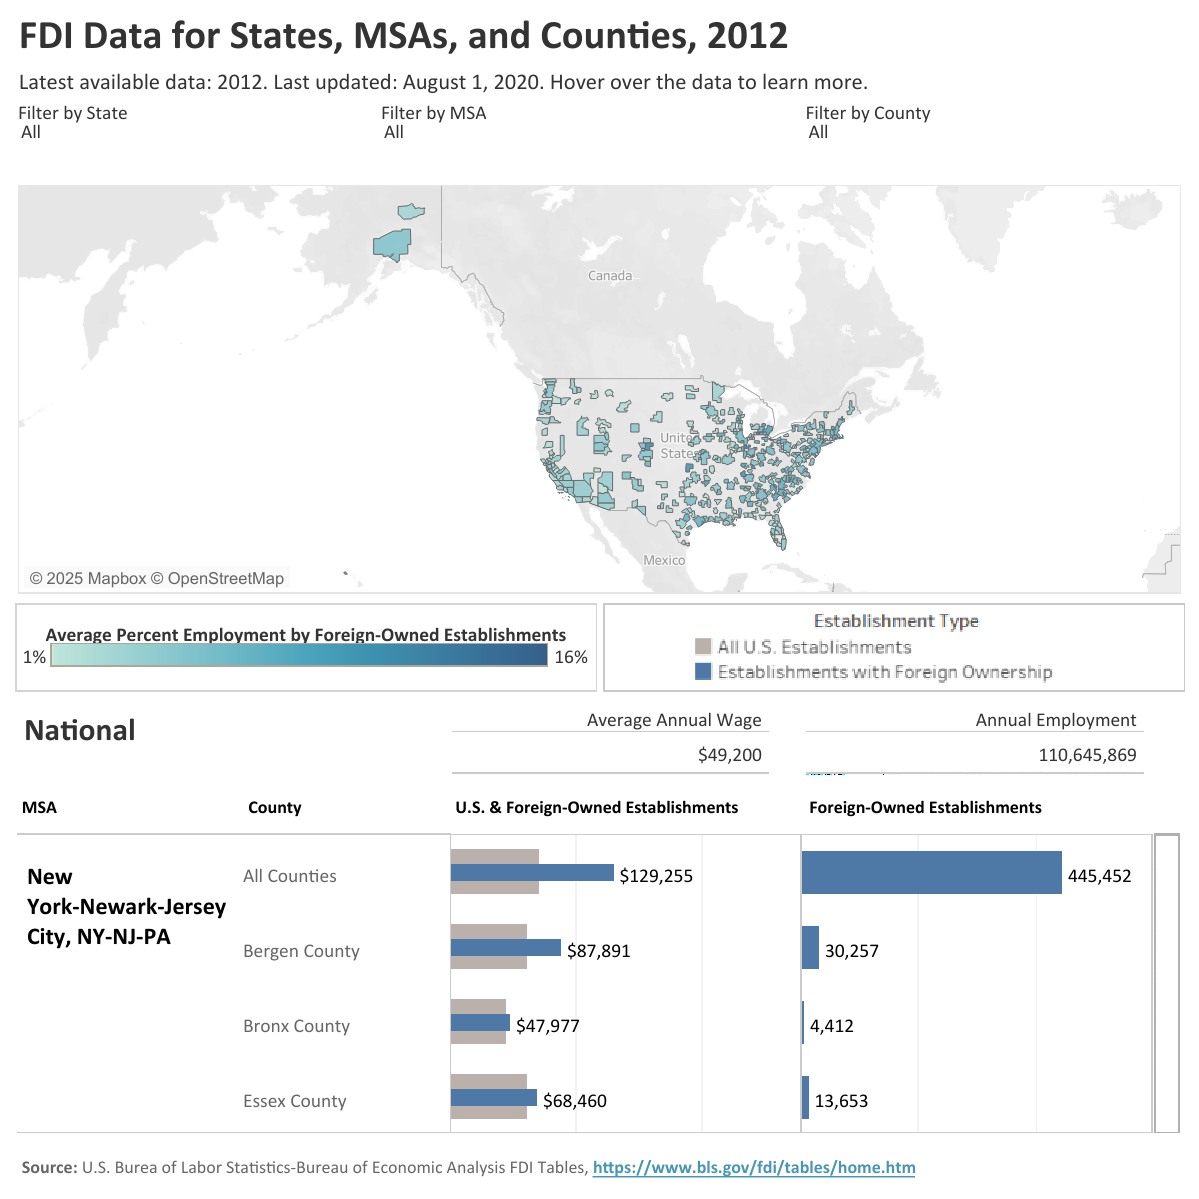 FDI Data for States, MSAs, and Counties, 2012
Latest available data: 2012. Last updated: August 1, 2020. Hover over the data to learn more.
Filter by State
All
Filter by MSA
All
Filter by County
All
Canada
United
States
Mexico
© 2025 Mapbox © OpenStreetMap
Average Percent Employment by Foreign-Owned Establishments
1%
16%
Establishment Type
All U.S. Establishments
Establishments with Foreign Ownership
National
Average Annual Wage
$49,200
Annual Employment
110,645,869
MSA
County
U.S. & Foreign-Owned Establishments
Foreign-Owned Establishments
New
York-Newark-Jersey
City, NY-NJ-PA
All Counties
$129,255
445,452
Bergen County
$87,891
30,257
Bronx County
$47,977
4,412
Essex County
$68,460
13,653
Source: U.S. Burea of Labor Statistics-Bureau of Economic Analysis FDI Tables, https://www.bls.gov/fdi/tables/home.htm